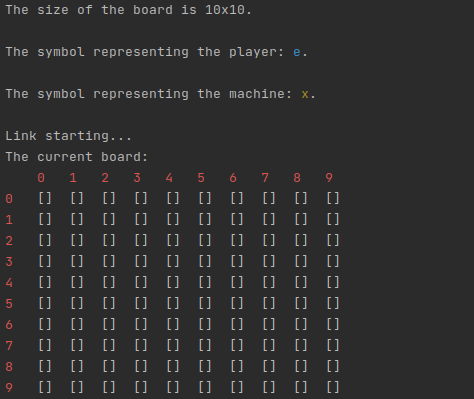 The size of the board is 10x10.
The symbol representing the player: e.
The symbol representing the machine: x.
Link starting...
The current board:
0 1 2 3 4 5 6 7 8 9
0 [] [] [] [] [] [] [] [] [] []
1 [] [] [] [] [] [] [] [] [] []
2 [] [] [] [] [] [] [] [] [] []
3 [] [] [] [] [] [] [] [] [] []
4 [] [] [] [] [] [] [] [] [] []
5 [] [] [] [] [] [] [] [] [] []
6 [] [] [] [] [] [] [] [] [] []
7 [] [] [] [] [] [] [] [] [] []
8 [] [] [] [] [] [] [] [] [] []
9 [] [] [] [] [] [] [] [] [] []